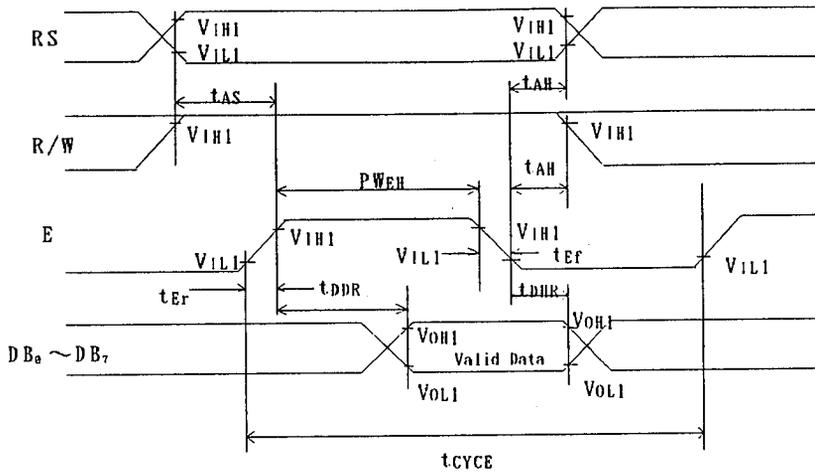 RS VIH1 VIL1 VIH1 VIL1
tAS tAH
R/W VIH1 VIH1
PWEH tAH
E VIH1 VIH1
VIL1 VIL1 tEf VIL1
tEr tDDR tDHR
VOH1 VOH1
DB0 ~DB7 Valid Data
VOL1 VOL1
tCYCE